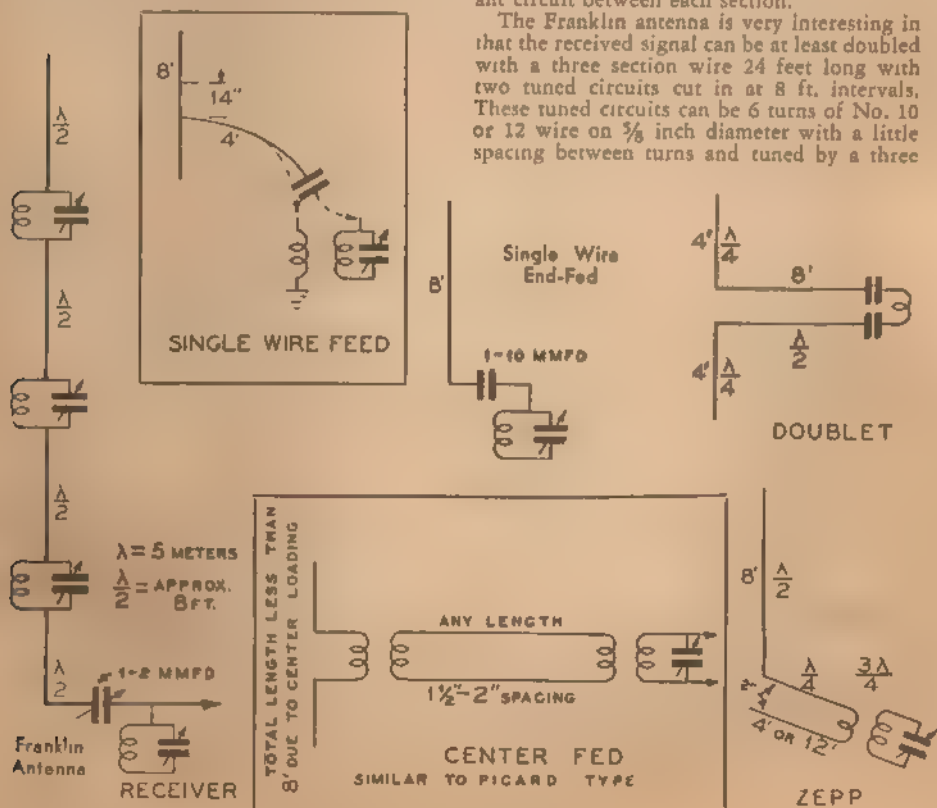 ant circuit between each section.
The Franklin antenna is very interesting in
that the received signal can be at least doubled
with a three section wire 24 feet long with
two tuned circuits cut in at 8 ft. intervals.
These tuned circuits can be 6 turns of No. 10
or 12 wire on ⅝ inch diameter with a little
spacing between turns and tuned by a three
λ/2
λ/2
λ/2
λ/2
λ = 5 METERS
λ/2 = APPROX.
8 FT.
1-2 MMFD
Franklin
Antenna
RECEIVER
8'
14"
4'
SINGLE WIRE FEED
8'
Single Wire
End-Fed
1-10 MMFD
4' λ/4
8'
λ/2
4' λ/4
DOUBLET
TOTAL LENGTH LESS THAN
8' DUE TO CENTER LOADING
ANY LENGTH
1½"-2" SPACING
CENTER FED
SIMILAR TO PICARD TYPE
8' λ/2
λ/4 3λ/4
2"
4' OR 12'
ZEPP